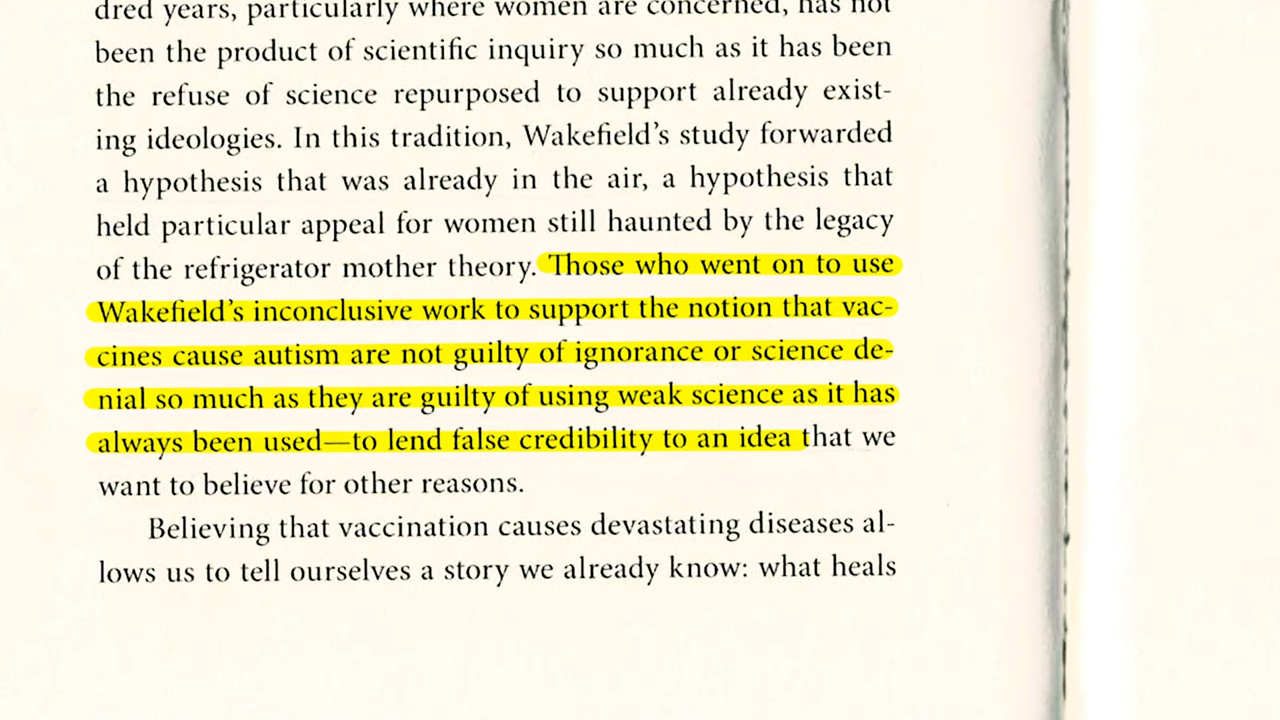 dred years, particularly where women are concerned, has not
been the product of scientific inquiry so much as it has been
the refuse of science repurposed to support already exist-
ing ideologies. In this tradition, Wakefield’s study forwarded
a hypothesis that was already in the air, a hypothesis that
held particular appeal for women still haunted by the legacy
of the refrigerator mother theory. Those who went on to use
Wakefield’s inconclusive work to support the notion that vac-
cines cause autism are not guilty of ignorance or science de-
nial so much as they are guilty of using weak science as it has
always been used—to lend false credibility to an idea that we
want to believe for other reasons.
Believing that vaccination causes devastating diseases al-
lows us to tell ourselves a story we already know: what heals